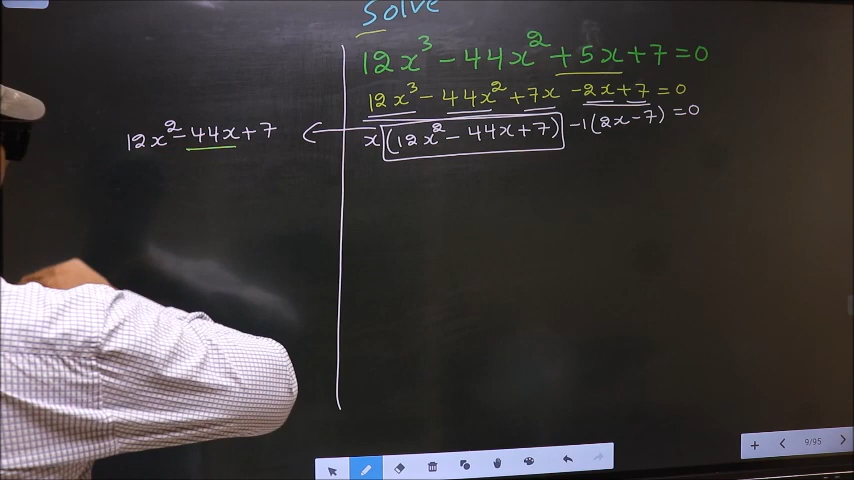 Solve
12x³ - 44x² + 5x + 7 = 0
12x³ - 44x² + 7x - 2x + 7 = 0
x(12x² - 44x + 7) -1(2x - 7) = 0
12x² - 44x + 7
9/95